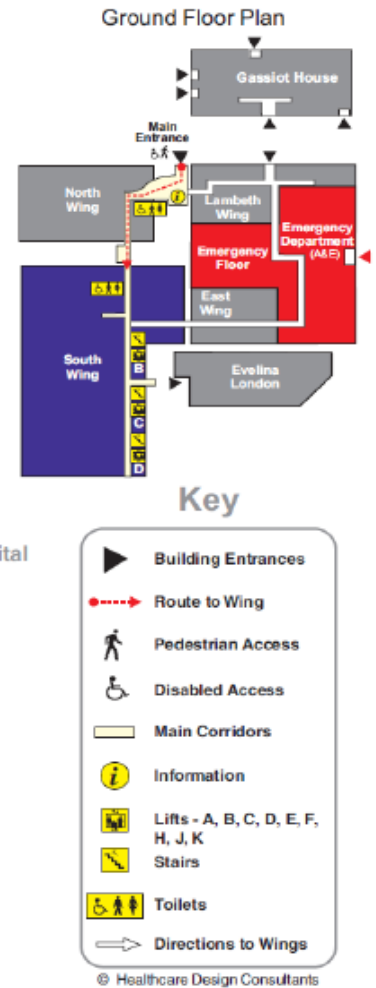 Ground Floor Plan
Gassiot House
Main
Entrance
North
Wing
i
Lambeth
Wing
Emergency
Department
(A&E)
Emergency
Floor
East
Wing
South
Wing
B
C
D
Evelina
London
Key
ital
Building Entrances
Route to Wing
Pedestrian Access
Disabled Access
Main Corridors
i
Information
Lifts - A, B, C, D, E, F,
H, J, K
Stairs
Toilets
Directions to Wings
© Healthcare Design Consultants